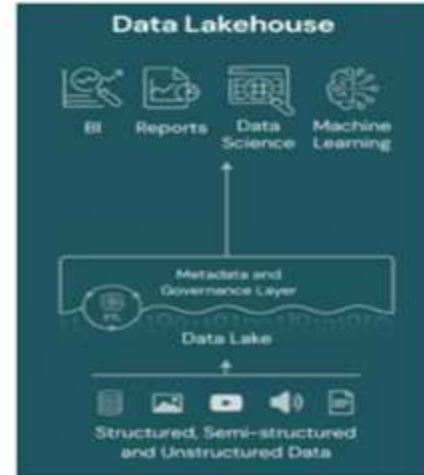 Data Lakehouse
BI Reports Data Science Machine Learning
Metadata and
Governance Layer
Data Lake
Structured, Semi-structured
and Unstructured Data